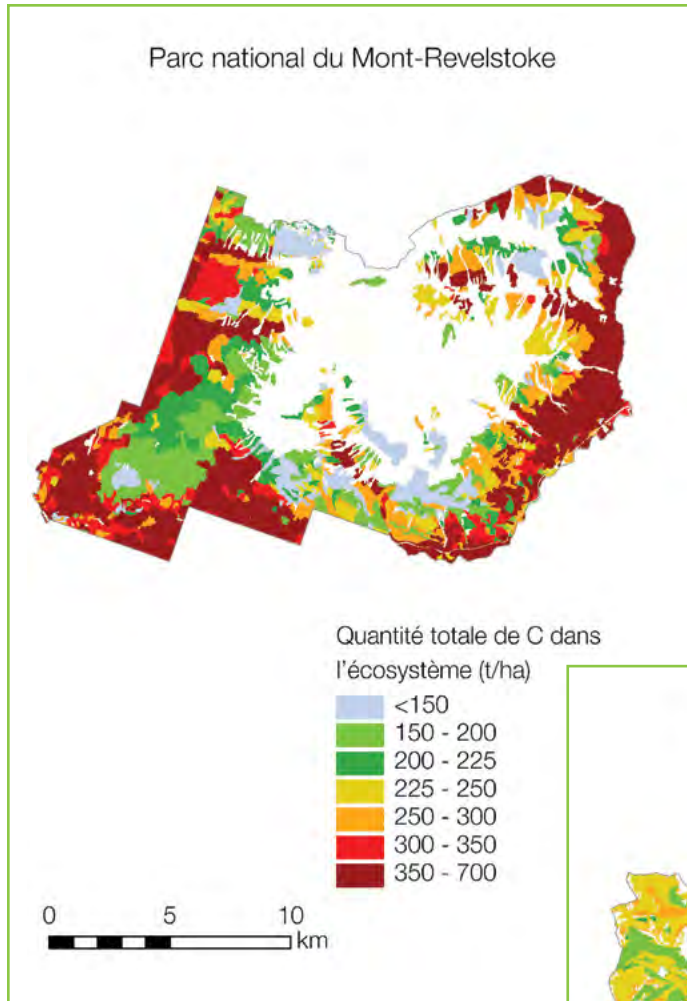 Parc national du Mont-Revelstoke
Quantité totale de C dans
l'écosystème (t/ha)
<150
150 - 200
200 - 225
225 - 250
250 - 300
300 - 350
350 - 700
0 5 10
km